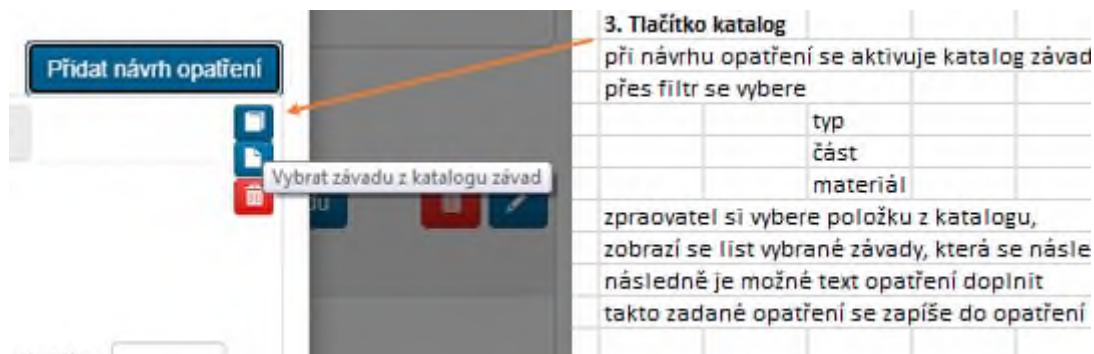 Přidat návrh opatření
Vybrat závadu z katalogu závad
du
3. Tlačítko katalog
při návrhu opatření se aktivuje katalog závad
přes filtr se vybere
typ
část
materiál
zpraovatel si vybere položku z katalogu,
zobrazí se list vybrané závady, která se násle
následně je možné text opatření doplnit
takto zadané opatření se zapíše do opatření